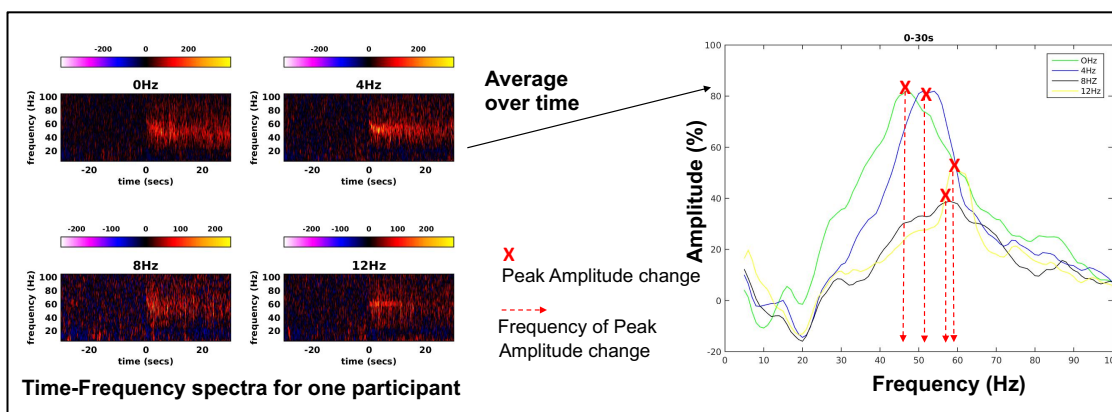 -200 0 200
-200 0 200
0Hz
4Hz
frequency (Hz)
100
80
60
40
20
-20 0 20
time (secs)
frequency (Hz)
100
80
60
40
20
-20 0 20
time (secs)
-200 -100 0 100 200
-200 -100 0 100 200
8Hz
12Hz
frequency (Hz)
100
80
60
40
20
-20 0 20
time (secs)
frequency (Hz)
100
80
60
40
20
-20 0 20
time (secs)
Time-Frequency spectra for one participant
Average
over time
X
Peak Amplitude change
Frequency of Peak
Amplitude change
0-30s
OHz
4Hz
8HZ
12Hz
Amplitude (%)
100
80
60
40
20
0
-20
X
X
X
X
0 10 20 30 40 50 60 70 80 90 100
Frequency (Hz)